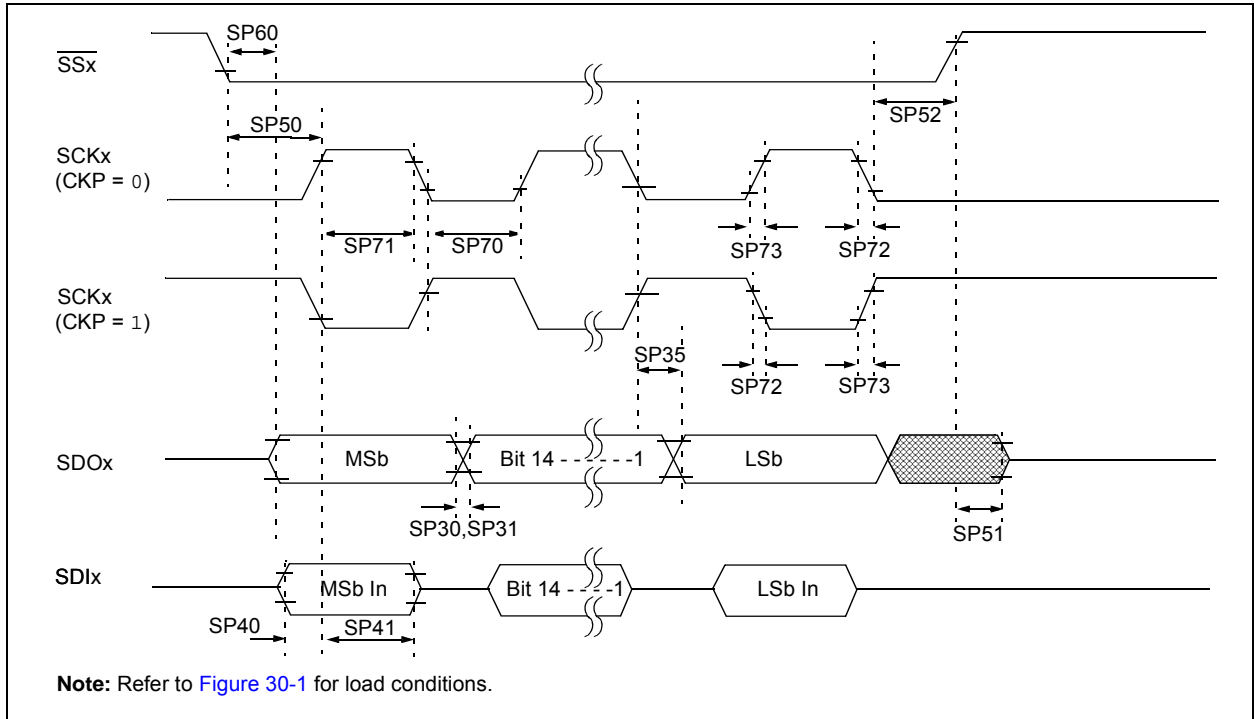 SP60
SSx
SP50
SP52
SCKx
(CKP = 0)
SP71
SP70
SP73
SP72
SCKx
(CKP = 1)
SP35
SP72
SP73
SDOx
MSb
Bit 14 - - - - - -1
LSb
SP30,SP31
SP51
SDIx
MSb In
Bit 14 - - - -1
LSb In
SP40
SP41
Note: Refer to Figure 30-1 for load conditions.